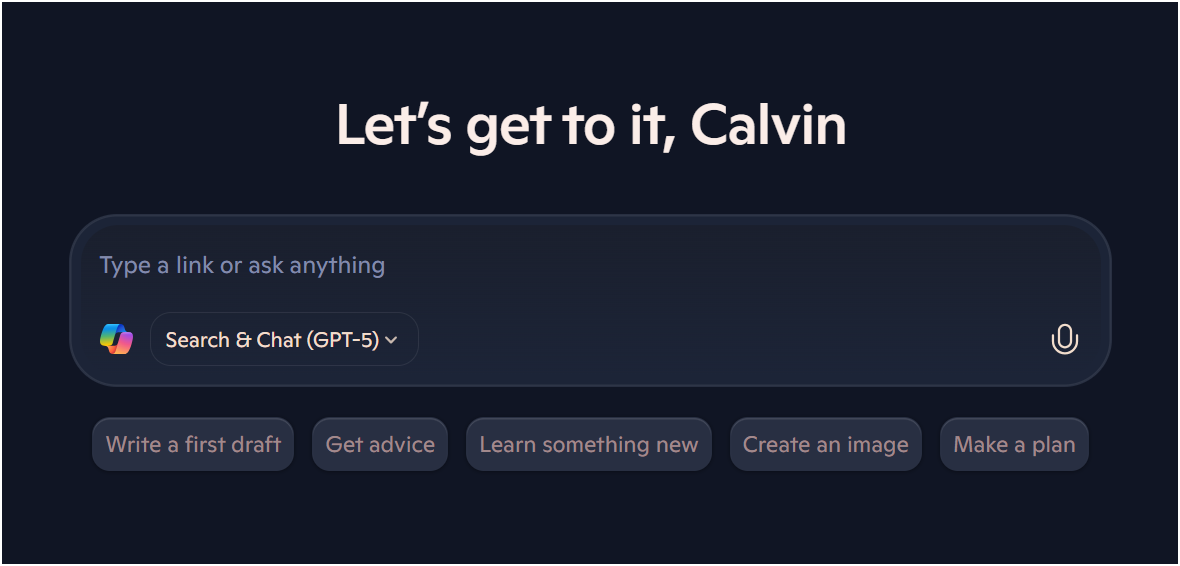 Let's get to it, Calvin
Type a link or ask anything
Search & Chat (GPT-5)
Write a first draft
Get advice
Learn something new
Create an image
Make a plan